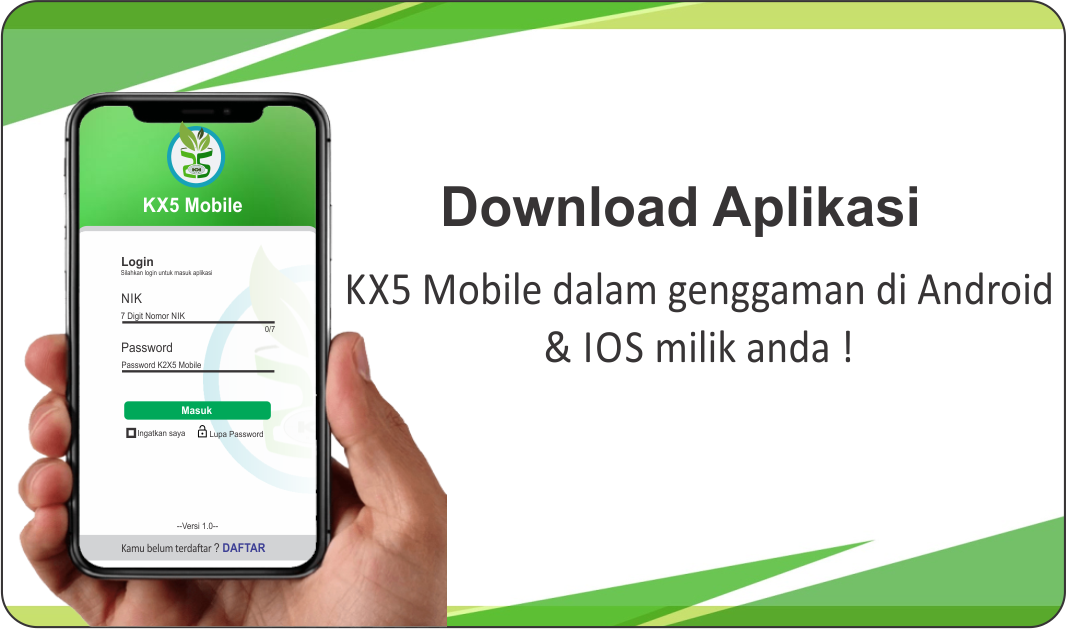 KX5 Mobile
Login
Silahkan login untuk masuk aplikasi
NIK
7 Digit Nomor NIK
0/7
Password
Password K2X5 Mobile
Masuk
Ingatkan saya
Lupa Password
--Versi 1.0--
Kamu belum terdaftar ? DAFTAR
Download Aplikasi
KX5 Mobile dalam genggaman di Android
& IOS milik anda !